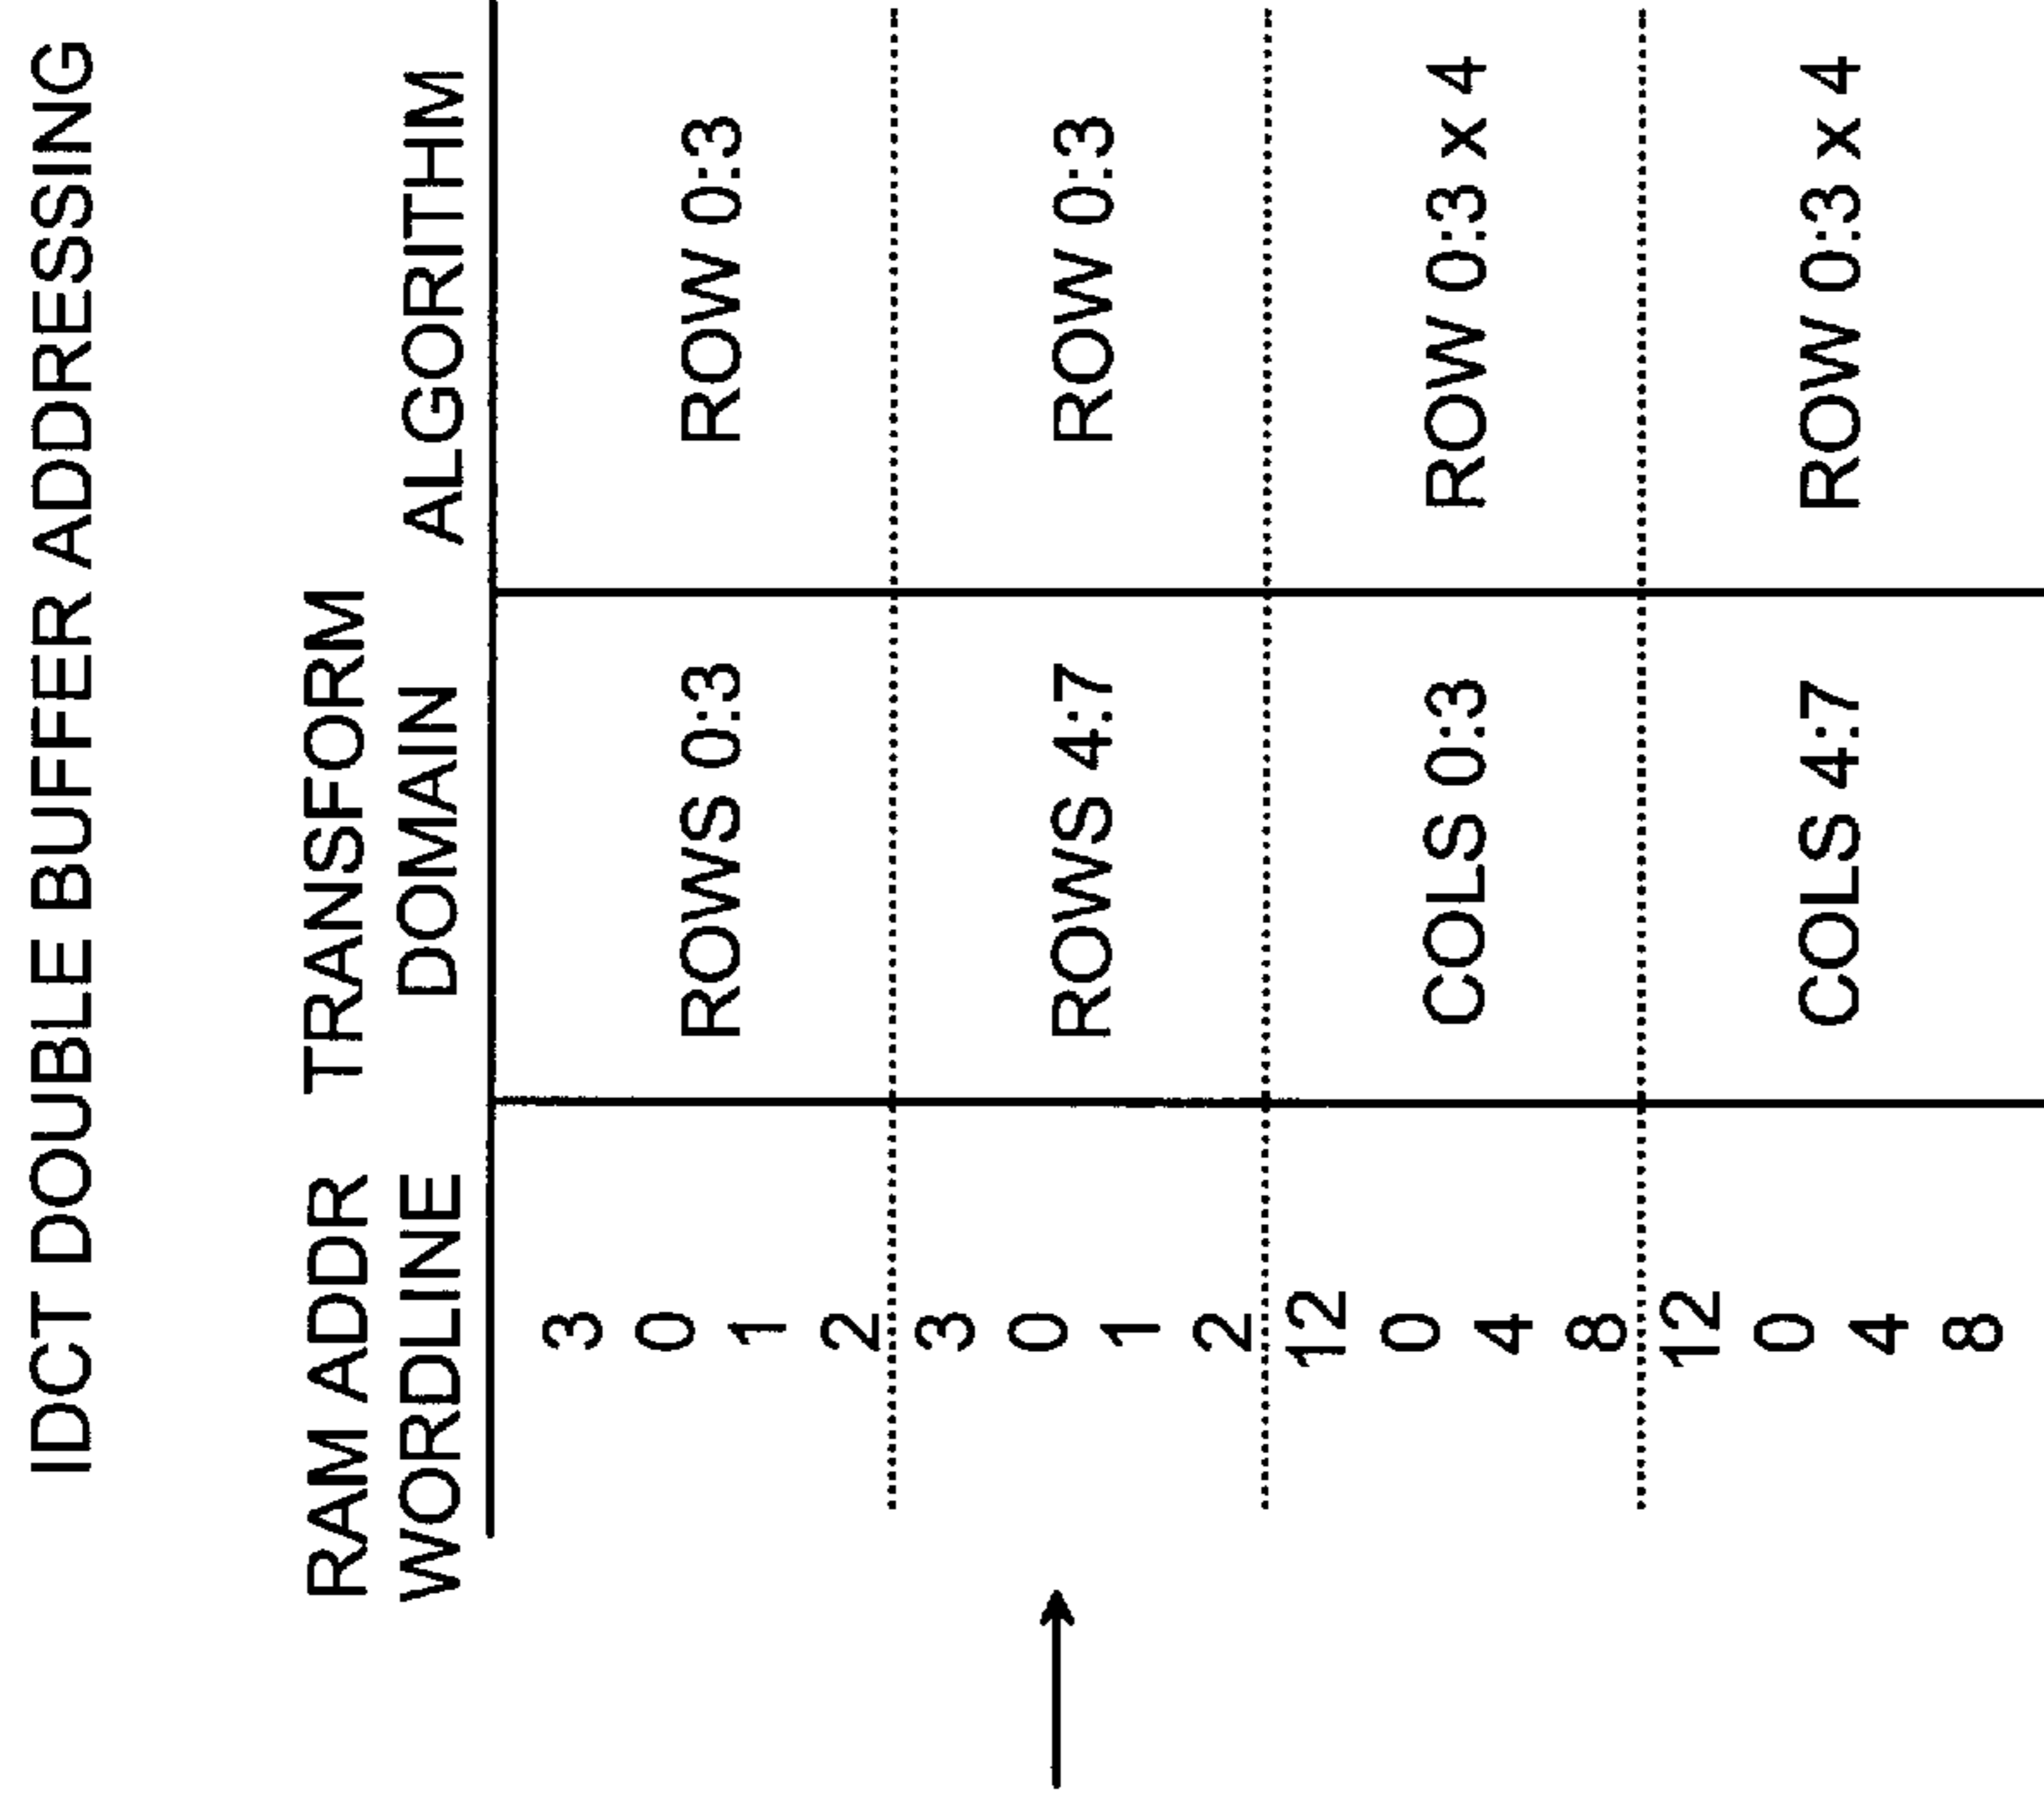 IDCT DOUBLE BUFFER ADDRESSING
RAM ADDR TRANSFORM
WORDLINE DOMAIN ALGORITHM
3
0 ROWS 0:3 ROW 0:3
1
2
3
0 ROWS 4:7 ROW 0:3
1
2
12
0 COLS 0:3 ROW 0:3 x 4
4
8
12
0 COLS 4:7 ROW 0:3 x 4
4
8